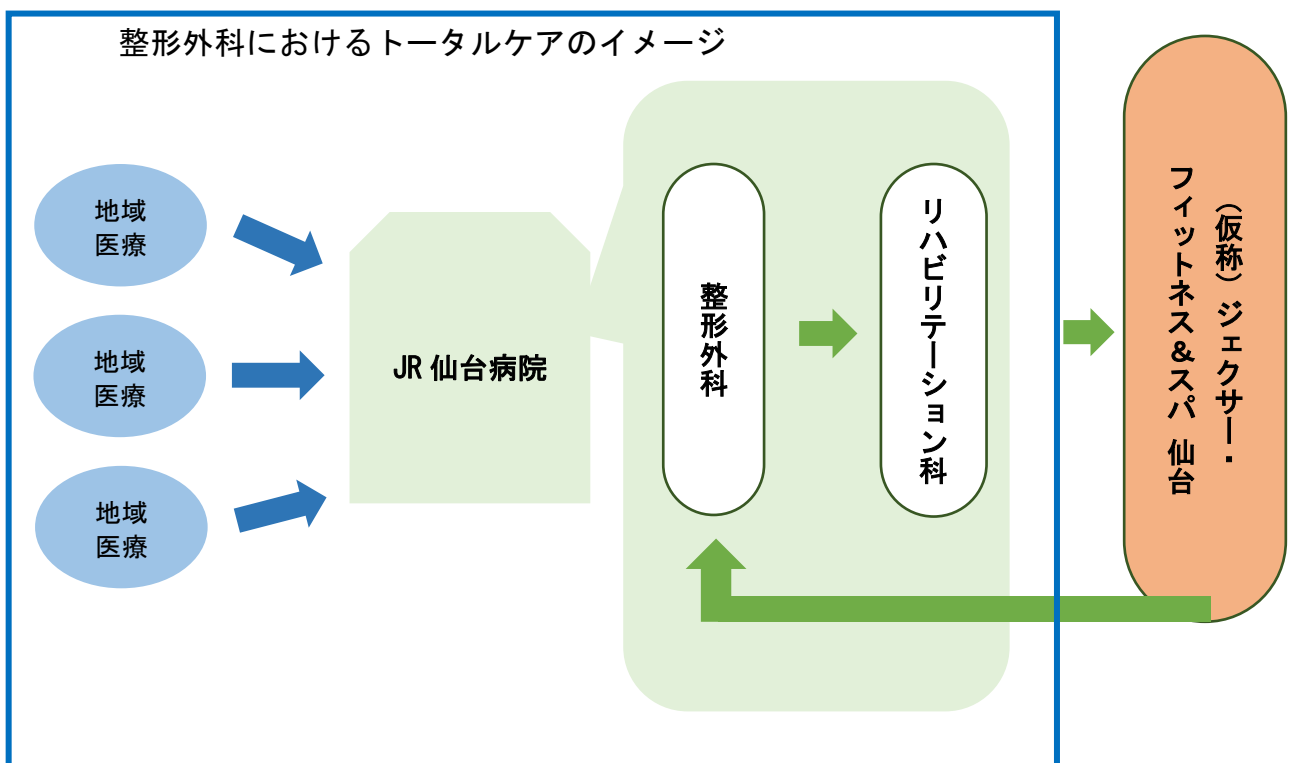 整形外科におけるトータルケアのイメージ
地域
医療
地域
医療
地域
医療
JR 仙台病院
整形外科
リハビリテーション科
（仮称）ジェクサー・
フィットネス＆スパ 仙台